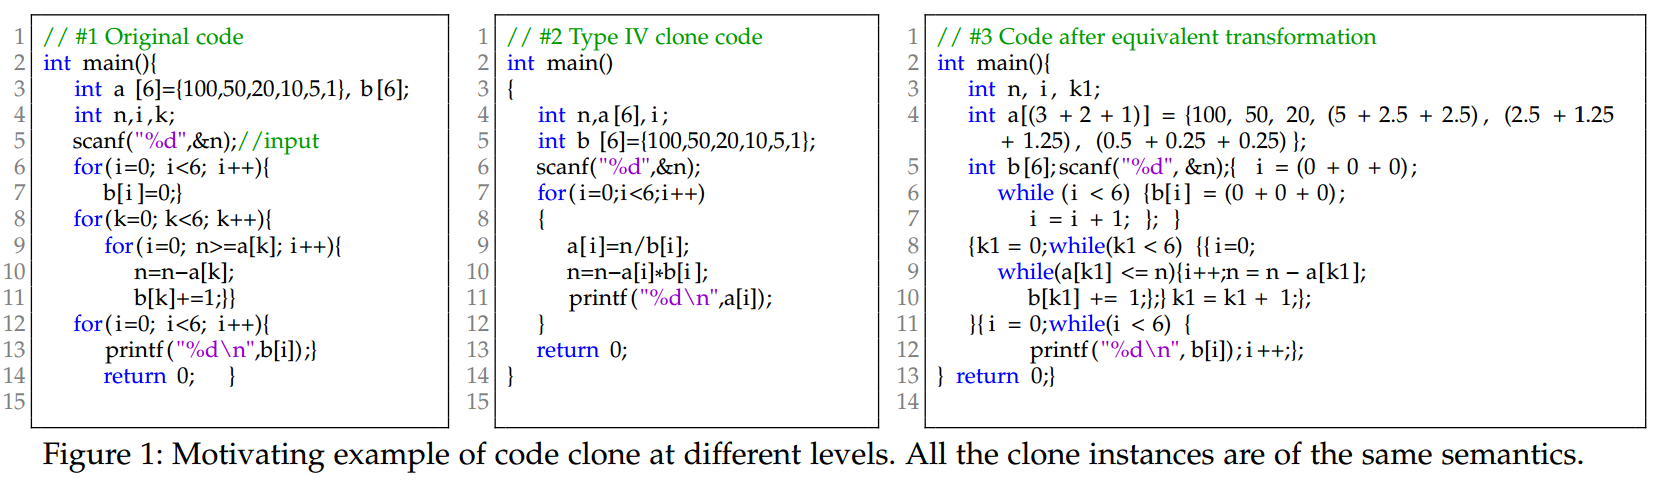 1 // #1 Original code
2 int main(){
3 int a [6]={100,50,20,10,5,1}, b[6];
4 int n,i,k;
5 scanf("%d",&n);//input
6 for(i=0; i<6; i++){
7 b[i]=0;}
8 for(k=0; k<6; k++){
9 for(i=0; n>=a[k]; i++){
10 n=n−a[k];
11 b[k]+=1;}}
12 for(i=0; i<6; i++){
13 printf("%d\n",b[i]);}
14 return 0; }
15
1 // #2 Type IV clone code
2 int main()
3 {
4 int n,a[6],i;
5 int b [6]={100,50,20,10,5,1};
6 scanf("%d",&n);
7 for(i=0;i<6;i++)
8 {
9 a[i]=n/b[i];
10 n=n−a[i]*b[i];
11 printf("%d\n",a[i]);
12 }
13 return 0;
14 }
15
1 // #3 Code after equivalent transformation
2 int main(){
3 int n, i, k1;
4 int a[(3 + 2 + 1)] = {100, 50, 20, (5 + 2.5 + 2.5), (2.5 + 1.25
+ 1.25), (0.5 + 0.25 + 0.25)};
5 int b[6];scanf("%d", &n);{ i = (0 + 0 + 0);
6 while (i < 6) {b[i] = (0 + 0 + 0);
7 i = i + 1; }; }
8 {k1 = 0;while(k1 < 6) {{i=0;
9 while(a[k1] <= n){i++;n = n − a[k1];
10 b[k1] += 1;};} k1 = k1 + 1;};
11 }{i = 0;while(i < 6) {
12 printf("%d\n", b[i]);i++;};
13 } return 0;}
14
Figure 1: Motivating example of code clone at different levels. All the clone instances are of the same semantics.